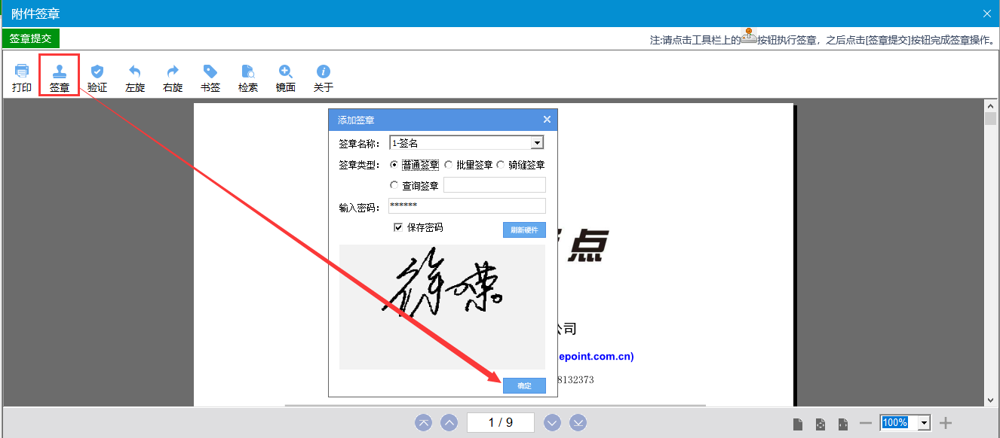 附件签章
签章提交
注:请点击工具栏上的按钮执行签章，之后点击[签章提交]按钮完成签章操作。
打印 签章 验证 左旋 右旋 书签 检索 镜面 关于
添加签章
签章名称： 1-签名
签章类型： 普通签章 批量签章 骑缝签章
查询签章
输入密码： ******
保存密码 刷新硬件
点
徐蝶
公司
epoint.com.cn)
8132373
确定
1 / 9
100%